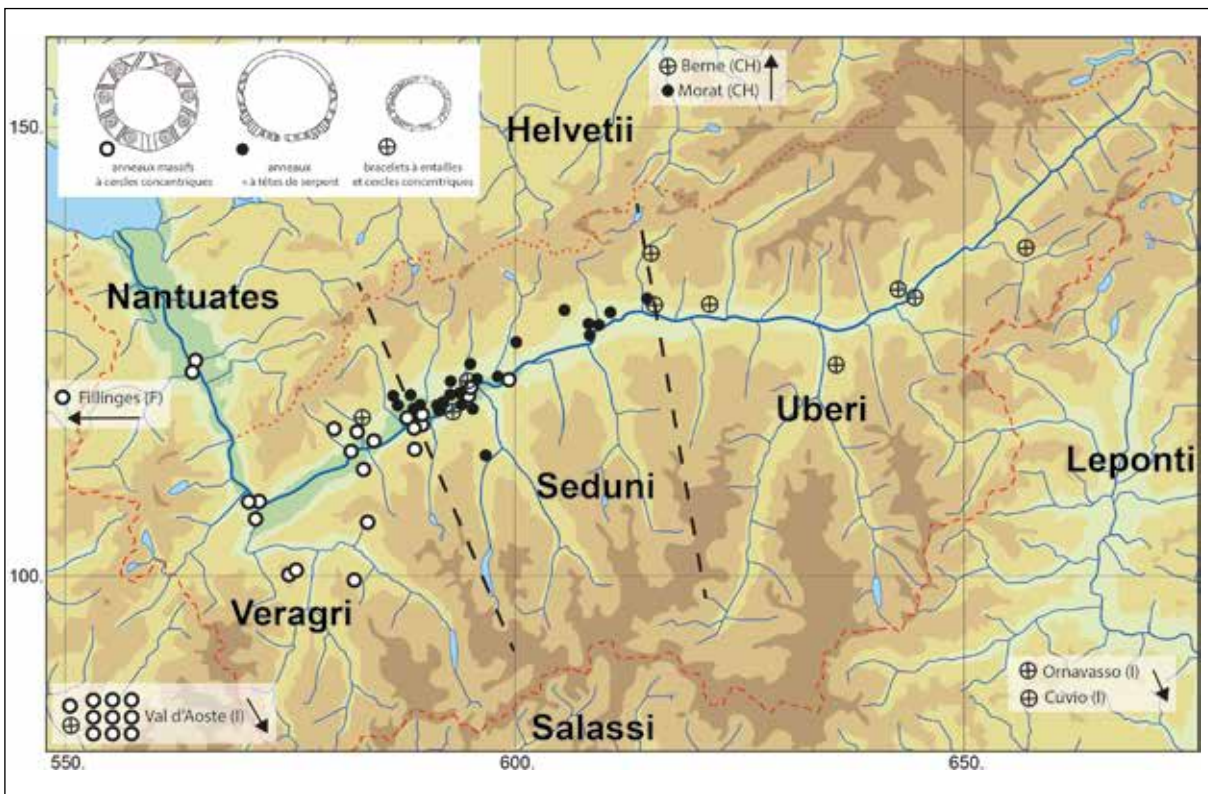 150.
100.
550.
600.
650.
anneaux massifs
à cercles concentriques
anneaux
« à têtes de serpent
bracelets à entailles
et cercles concentriques
Berne (CH)
Morat (CH)
Helvetii
Nantuates
Fillinges (F)
Uberi
Leponti
Seduni
Veragri
Val d'Aoste (I)
Salassi
Ornavasso (I)
Cuvio (I)